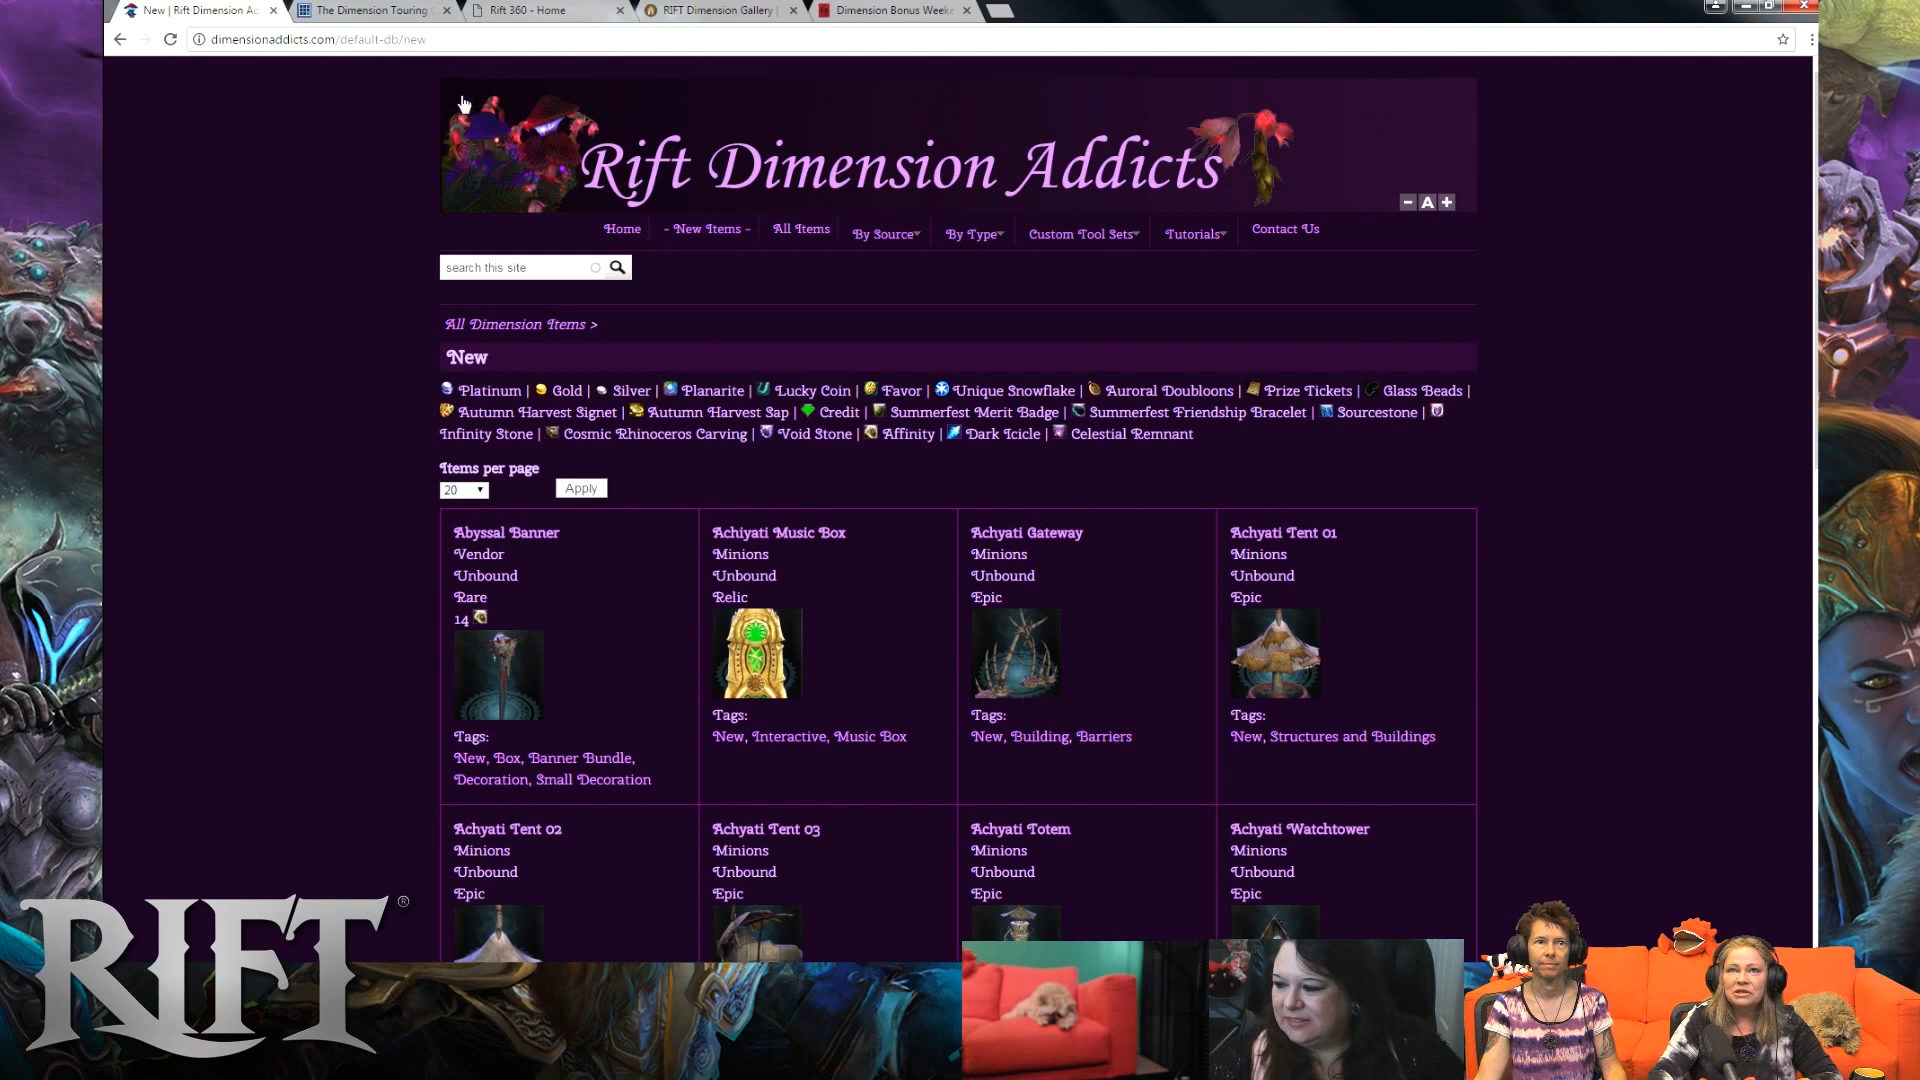 New | Rift Dimension Ac
The Dimension Touring
Rift 360 - Home
RIFT Dimension Gallery |
Dimension Bonus Weeke
dimensionaddicts.com/default-db/new
Rift Dimension Addicts
- A +
Home - New Items - All Items By Source By Type Custom Tool Sets Tutorials Contact Us
search this site
All Dimension Items >
New
Platinum | Gold | Silver | Planarite | Lucky Coin | Favor | Unique Snowflake | Auroral Doubloons | Prize Tickets | Glass Beads |
Autumn Harvest Signet | Autumn Harvest Sap | Credit | Summerfest Merit Badge | Summerfest Friendship Bracelet | Sourcestone |
Infinity Stone | Cosmic Rhinoceros Carving | Void Stone | Affinity | Dark Icicle | Celestial Remnant
Items per page
20 Apply
Abyssal Banner
Vendor
Unbound
Rare
14
Tags:
New, Box, Banner Bundle,
Decoration, Small Decoration
Achiyati Music Box
Minions
Unbound
Relic
Tags:
New, Interactive, Music Box
Achyati Gateway
Minions
Unbound
Epic
Tags:
New, Building, Barriers
Achyati Tent 01
Minions
Unbound
Epic
Tags:
New, Structures and Buildings
Achyati Tent 02
Minions
Unbound
Epic
Achyati Tent 03
Minions
Unbound
Epic
Achyati Totem
Minions
Unbound
Epic
Achyati Watchtower
Minions
Unbound
Epic
RIFT ®